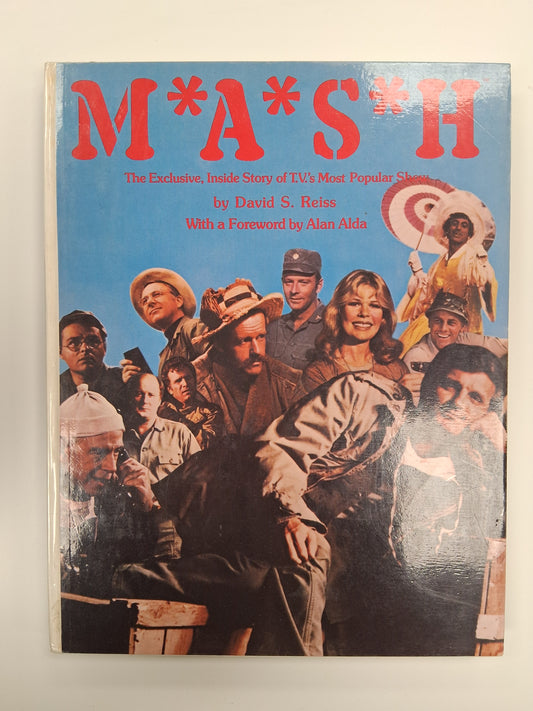 M*A*S*H
The Exclusive, Inside Story of T.V.'s Most Popular Show
by David S. Reiss
With a Foreword by Alan Alda